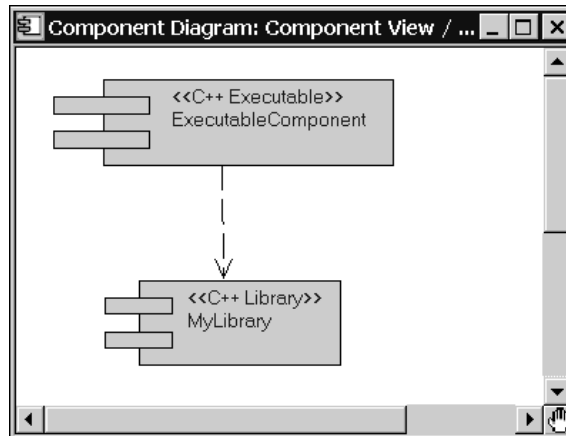 Component Diagram: Component View / ...
<<C++ Executable>>
ExecutableComponent
<<C++ Library>>
MyLibrary